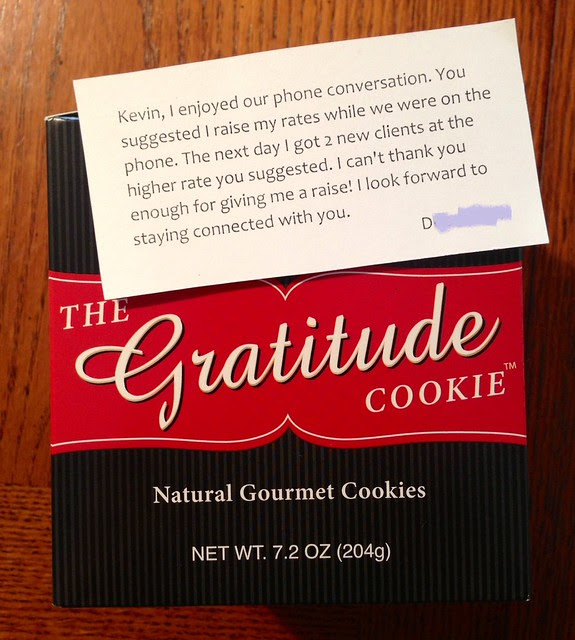 Kevin, I enjoyed our phone conversation. You
suggested I raise my rates while we were on the
phone. The next day I got 2 new clients at the
higher rate you suggested. I can't thank you
enough for giving me a raise! I look forward to
staying connected with you.
D
THE
Gratitude
COOKIE™
Natural Gourmet Cookies
NET WT. 7.2 OZ (204g)